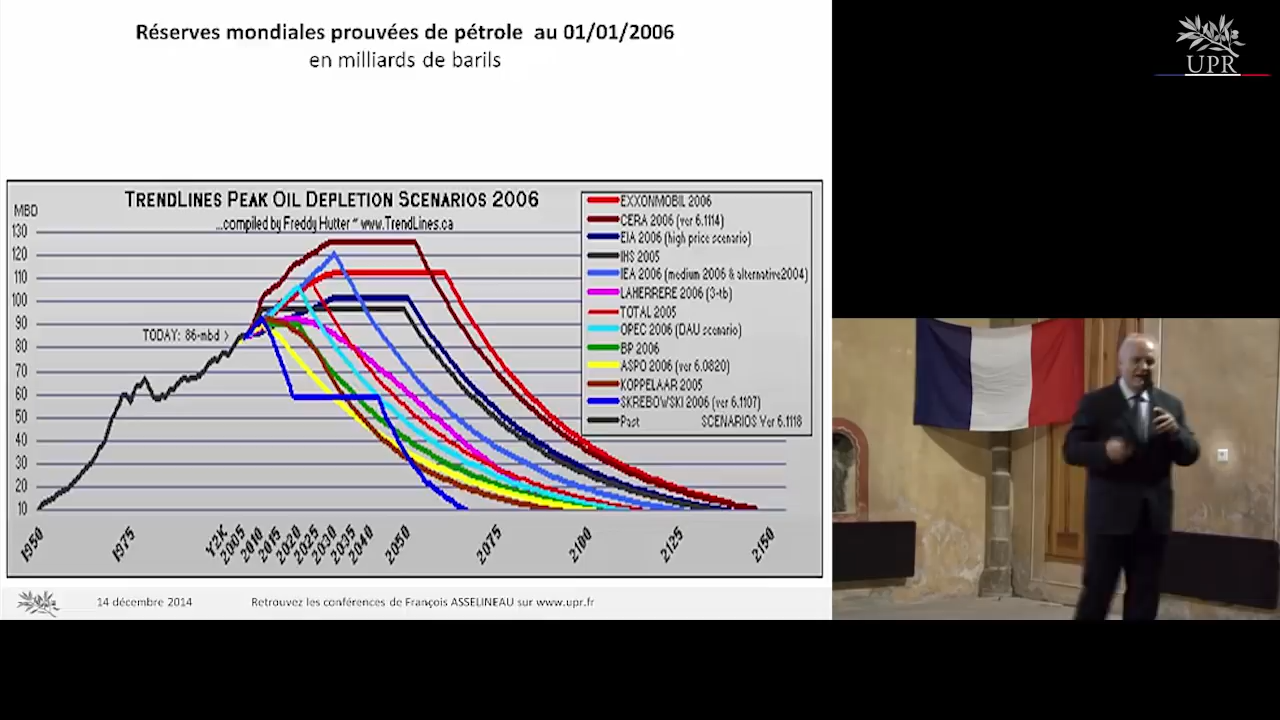 Réserves mondiales prouvées de pétrole au 01/01/2006
en milliards de barils
UPR
TRENDLINES PEAK OIL DEPLETION SCENARIOS 2006
...compiled by Freddy Hutter ~ www.TrendLines.ca
MBD
130
120
110
100
90
80
70
60
50
40
30
20
10
TODAY: 86-mbd >
EXXONMOBIL 2006
CERA 2006 (ver 6.1114)
EIA 2006 (high price scenario)
IHS 2005
IEA 2006 (medium 2006 & alternative2004)
LAHERRERE 2006 (3-tb)
TOTAL 2005
OPEC 2006 (OAU scenario)
BP 2006
ASPO 2006 (ver 6.0820)
KOPPELAAR 2005
SKREBOWSKI 2006 (ver 6.1107)
Past SCENARIOS Ver 6.1118
1950 1975 Y2K 2005 2010 2015 2020 2025 2030 2035 2040 2050 2075 2100 2125 2150
14 décembre 2014 Retrouvez les conférences de François ASSELINEAU sur www.upr.fr